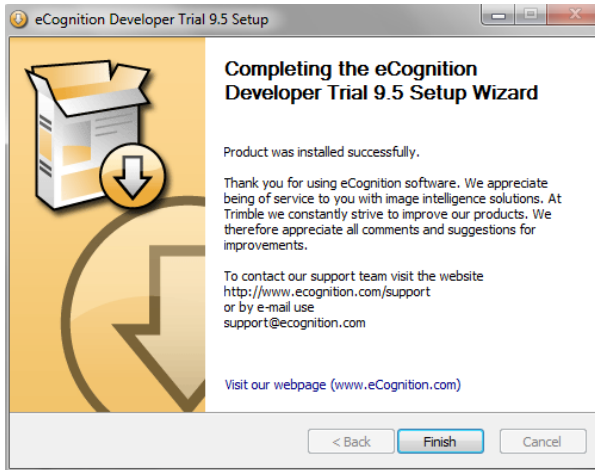 eCognition Developer Trial 9.5 Setup
Completing the eCognition
Developer Trial 9.5 Setup Wizard
Product was installed successfully.
Thank you for using eCognition software. We appreciate
being of service to you with image intelligence solutions. At
Trimble we constantly strive to improve our products. We
therefore appreciate all comments and suggestions for
improvements.
To contact our support team visit the website
http://www.ecognition.com/support
or by e-mail use
support@ecognition.com
Visit our webpage (www.eCognition.com)
< Back Finish Cancel